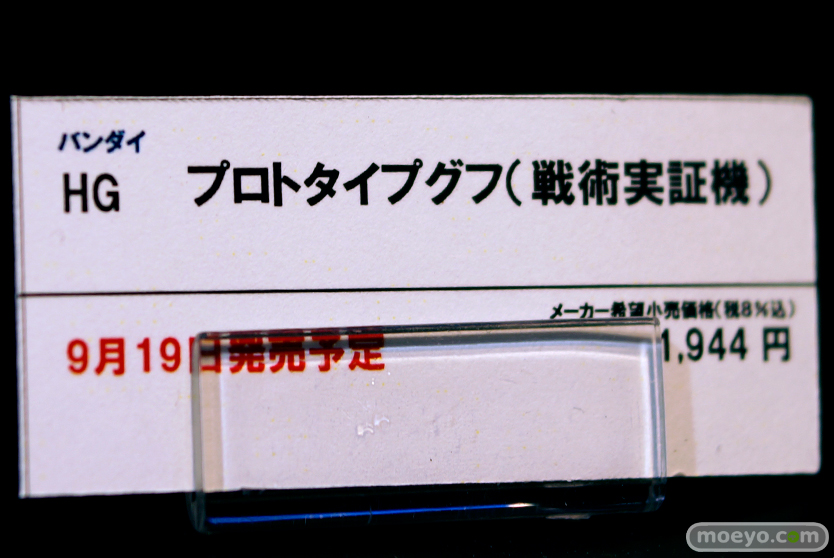 バンダイ
HG プロトタイプグフ(戦術実証機)
メーカー希望小売価格(税8%込)
9月19日発売予定 1,944 円
moeyo.com